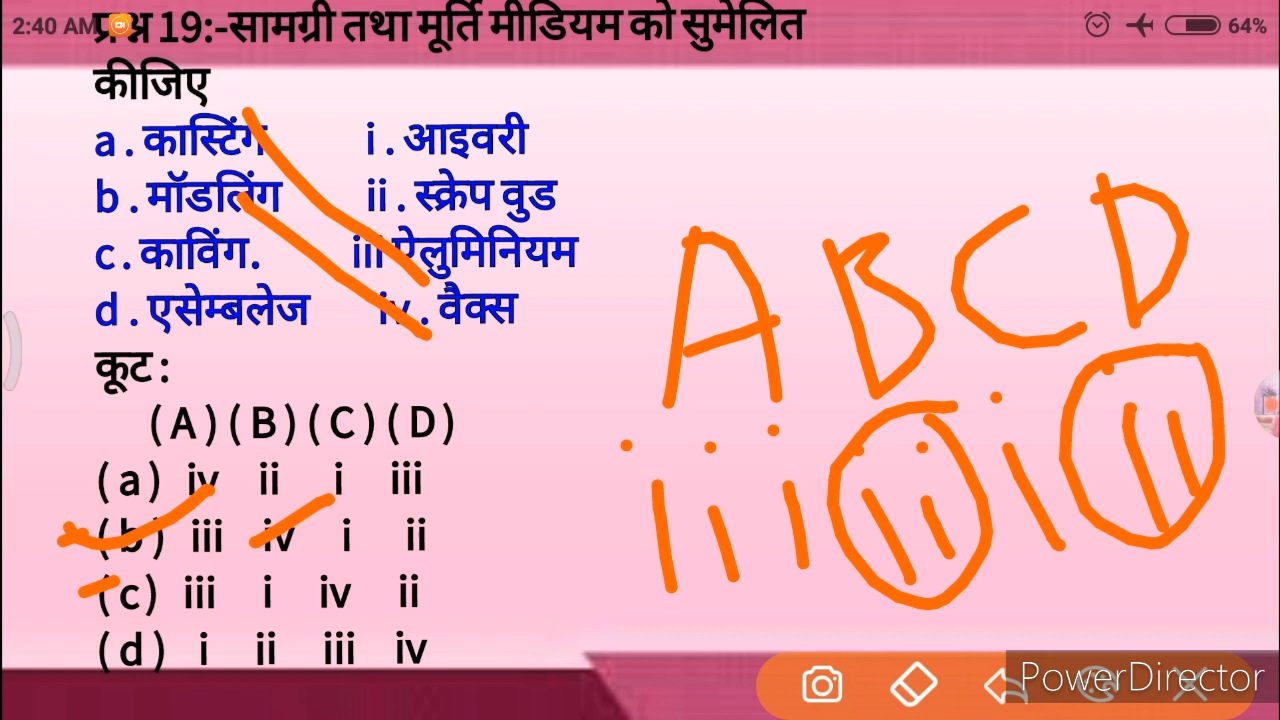 2:40 AM 64%
प्रश्न 19:-सामग्री तथा मूर्ति मीडियम को सुमेलित
कीजिए
a . कास्टिंग i . आइवरी
b . मॉडलिंग ii . स्क्रेप वुड
c . कार्विंग. iii ऐलुमिनियम
d . एसेम्बलेज iv . वैक्स
कूट :
(A) (B) (C) (D)
(a) iv ii i iii
(b) iii iv i ii
(c) iii i iv ii
(d) i ii iii iv
A B C D
iii ii i ii
PowerDirector